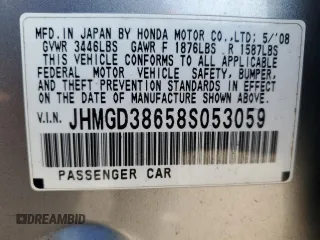 MFD. IN JAPAN BY HONDA MOTOR CO.,LTD; 5/'08
GVWR 3446LBS GAWR F 1876LBS R 1587LBS
THIS VEHICLE CONFORMS TO ALL APPLICABLE
FEDERAL MOTOR VEHICLE SAFETY, BUMPER, AND
THEFT PREVENTION STANDARDS IN EFFECT ON THE
DATE OF MANUFACTURE SHOWN ABOVE.
V.I.N. JHMGD38658S053059
PASSENGER CAR
DREAMBID